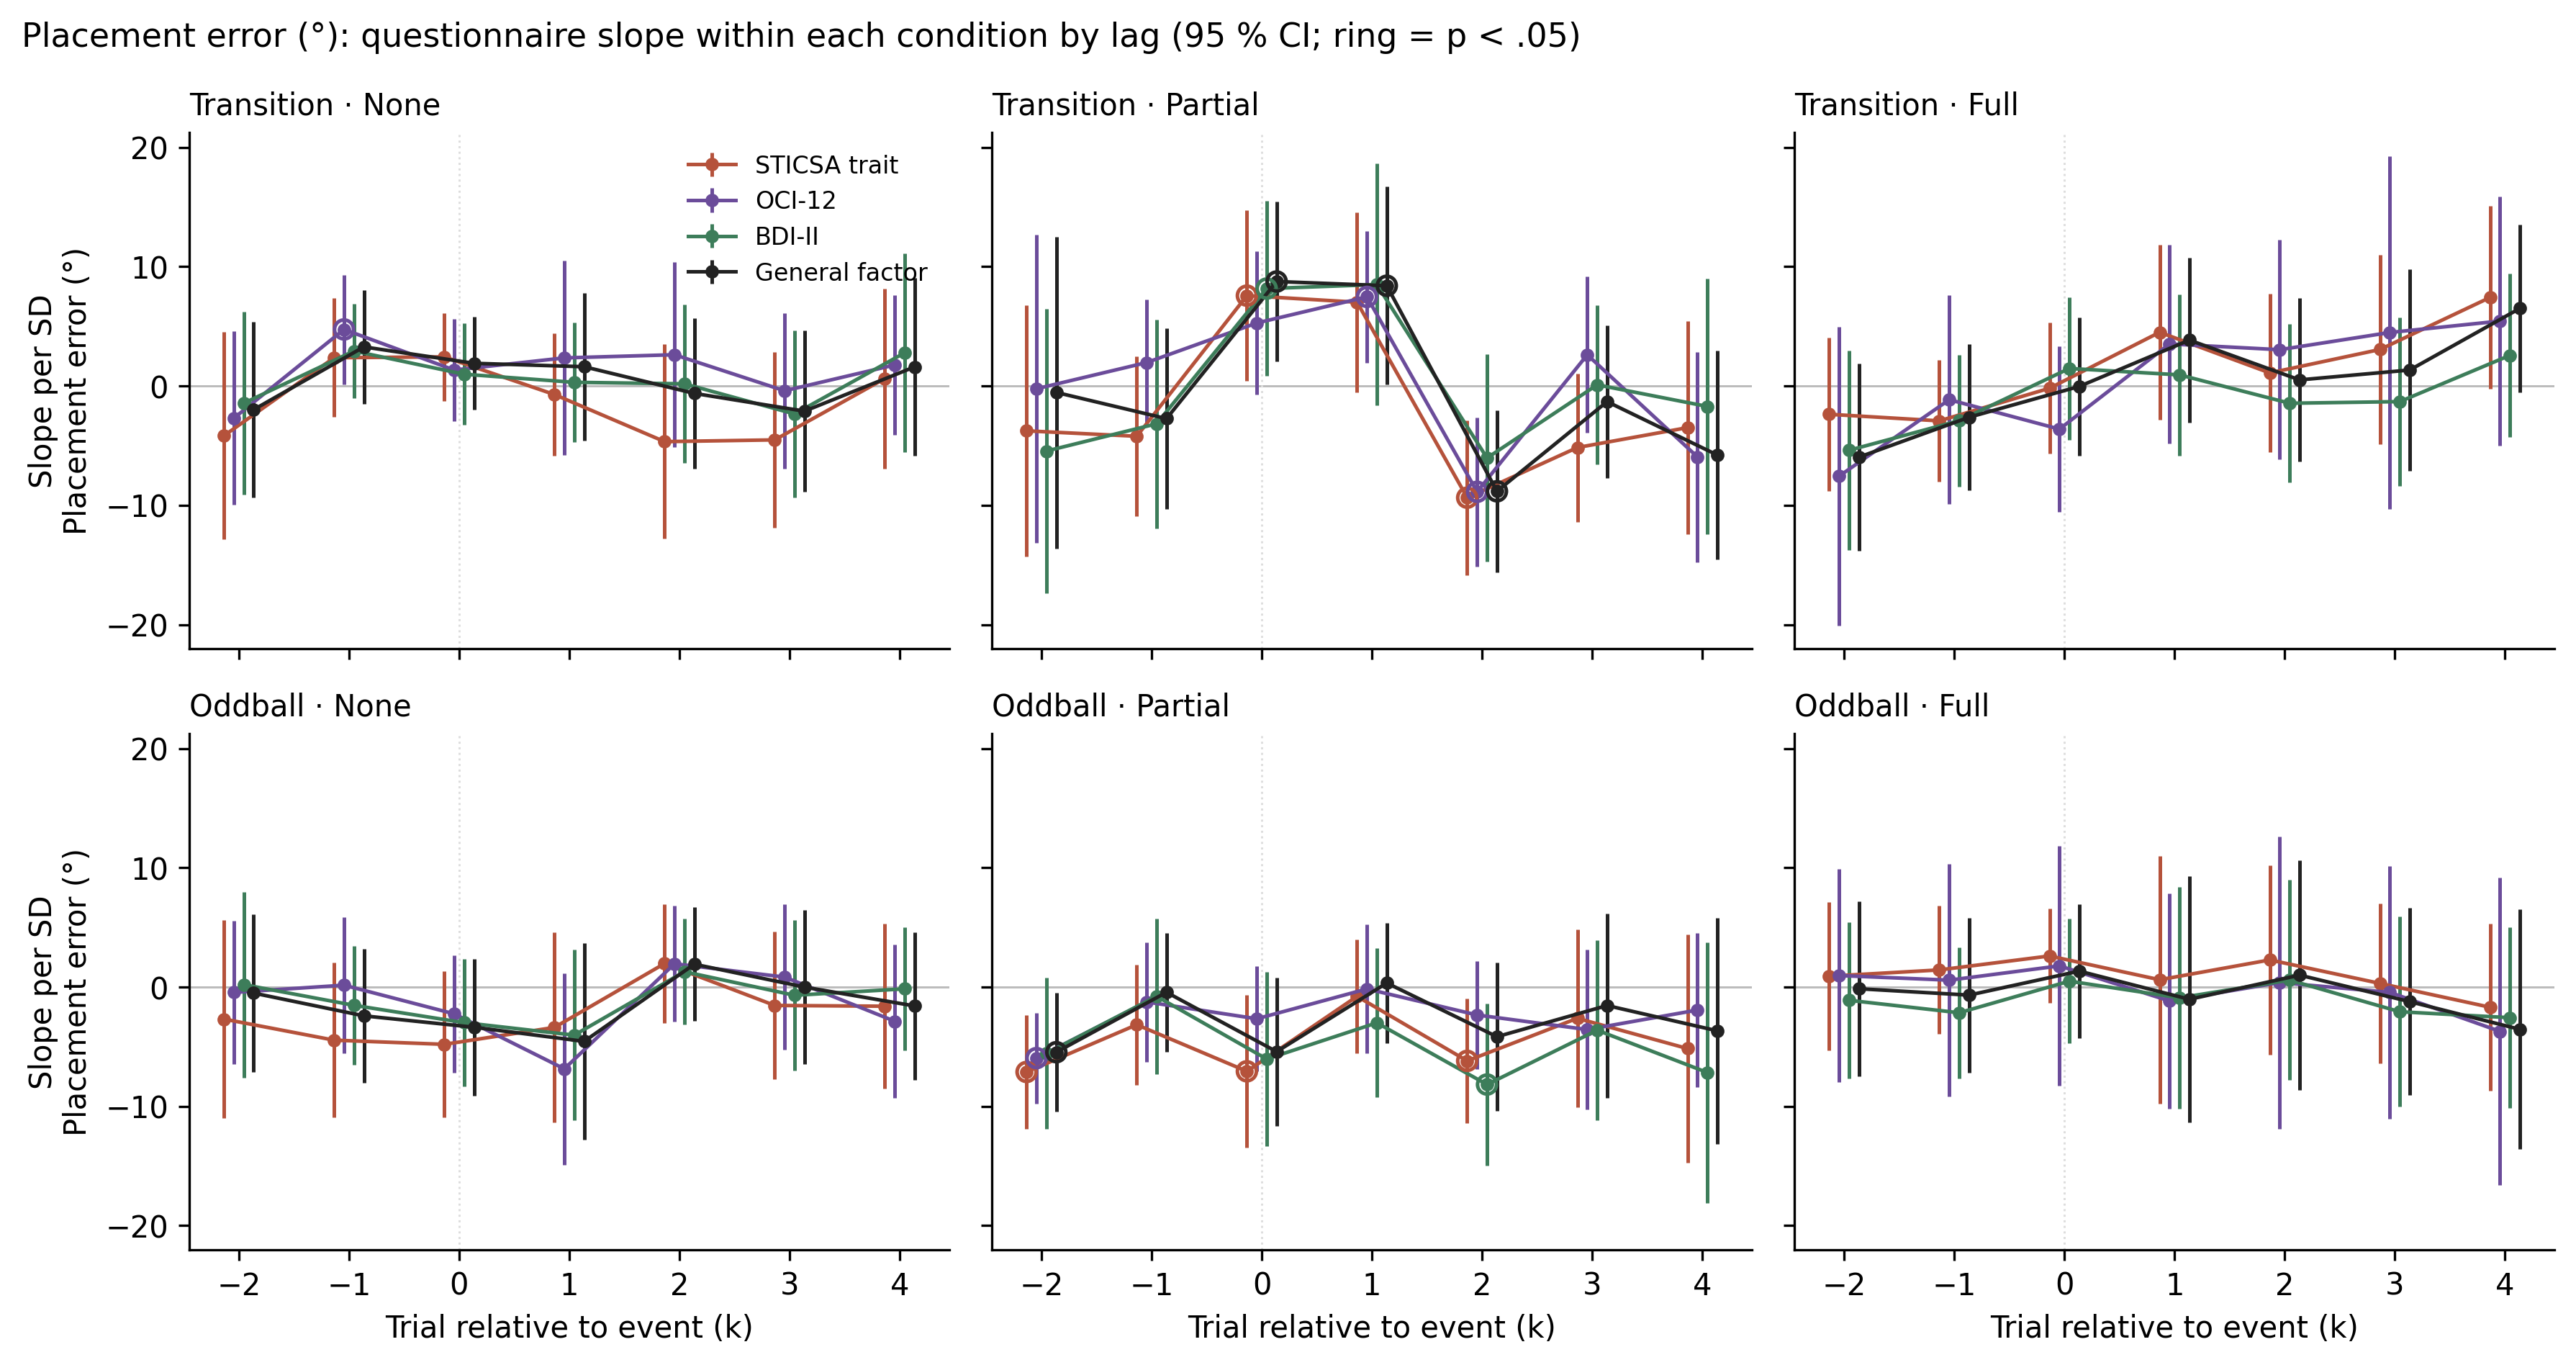 Placement error (°): questionnaire slope within each condition by lag (95 % CI; ring = p < .05)
Transition · None
Transition · Partial
Transition · Full
20
10
0
−10
−20
Slope per SD
Placement error (°)
STICSA trait
OCI-12
BDI-II
General factor
Oddball · None
Oddball · Partial
Oddball · Full
20
10
0
−10
−20
Slope per SD
Placement error (°)
−2 −1 0 1 2 3 4
−2 −1 0 1 2 3 4
−2 −1 0 1 2 3 4
Trial relative to event (k)
Trial relative to event (k)
Trial relative to event (k)